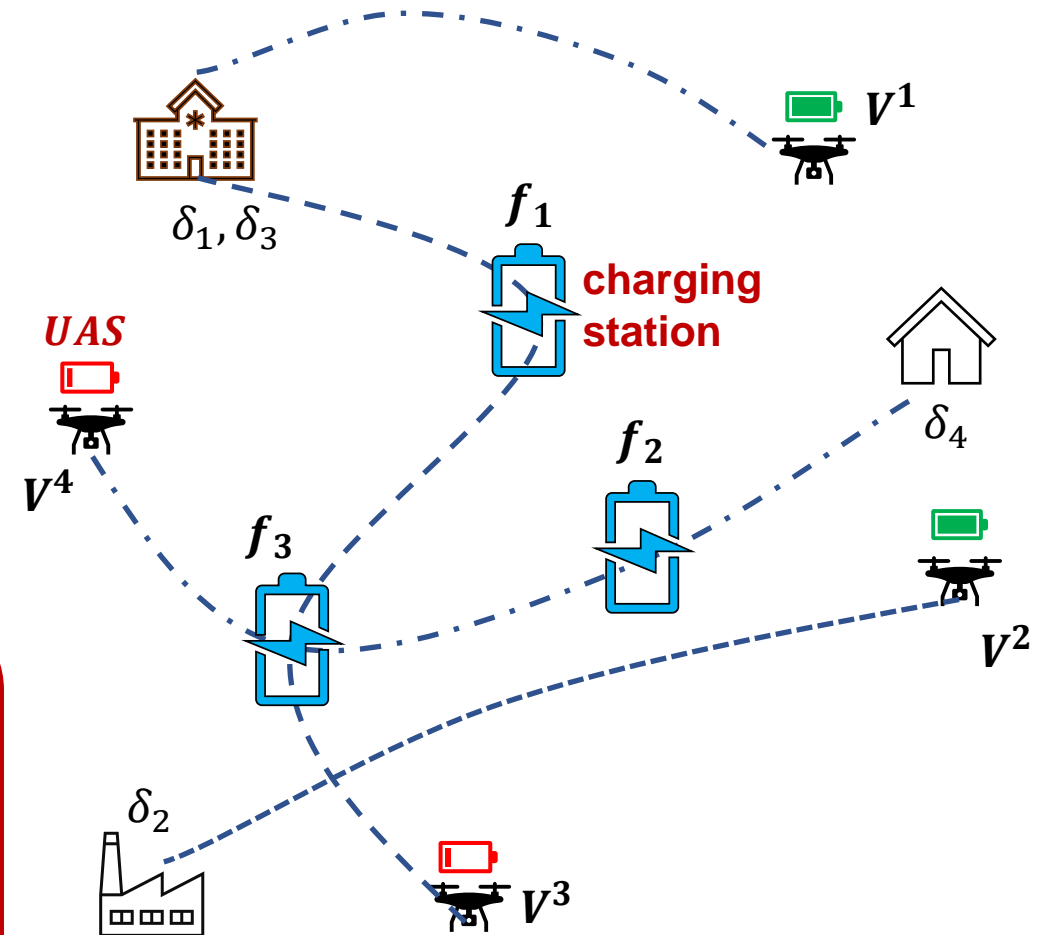 V¹
δ₁, δ₃
f₁
charging
station
UAS
V⁴
f₂
δ₄
f₃
V²
δ₂
V³